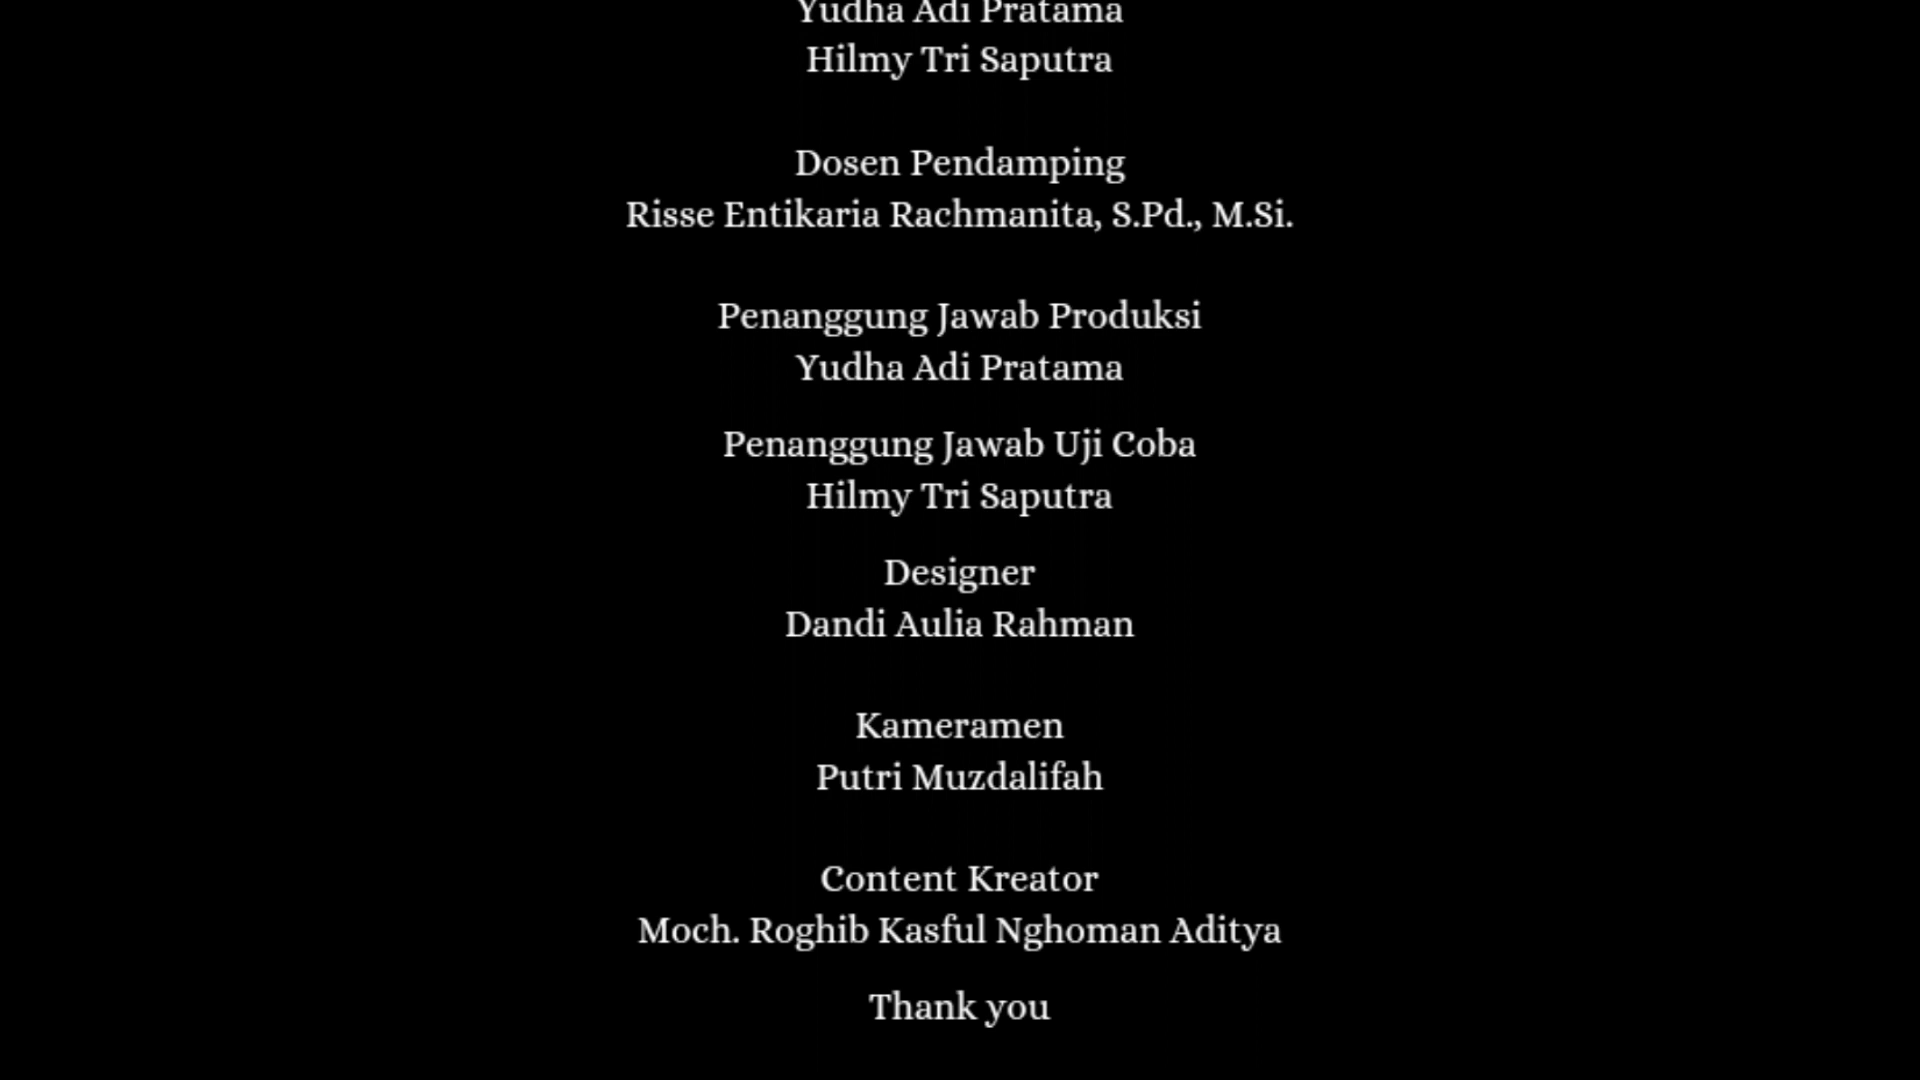 Yudha Adi Pratama
Hilmy Tri Saputra
Dosen Pendamping
Risse Entikaria Rachmanita, S.Pd., M.Si.
Penanggung Jawab Produksi
Yudha Adi Pratama
Penanggung Jawab Uji Coba
Hilmy Tri Saputra
Designer
Dandi Aulia Rahman
Kameramen
Putri Muzdalifah
Content Kreator
Moch. Roghib Kasful Nghoman Aditya
Thank you